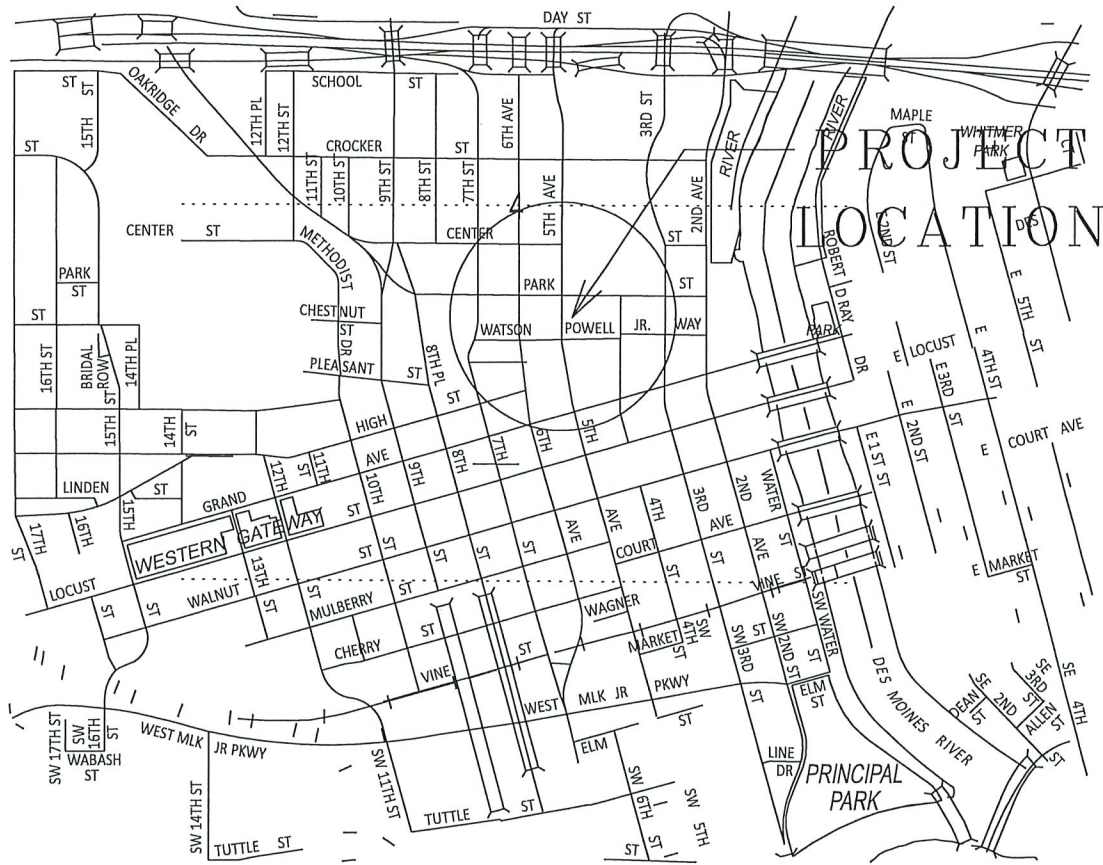 DAY ST
ST
SCHOOL
ST
15TH
ST
OAKRIDGE
DR
12TH PL
12TH ST
6TH AVE
3RD ST
RIVER
RIVER
MAPLE
ST
WHITMER
PARK
PROJECT
LOCATION
ST
CROCKER
ST
11TH ST
10TH ST
9TH ST
8TH ST
7TH ST
5TH AVE
2ND AVE
CENTER ST
METHODIST
CENTER
ST
E 2ND ST
DES
ROBERT D RAY
DR
E 5TH
ST
PARK
ST
PARK
ST
ST
CHESTNUT
ST
DR
WATSON
POWELL
JR.
WAY
PARK
16TH ST
BRIDAL
ROW
ST
14TH PL
PLEASANT
ST
8TH PL
ST
E LOCUST
E 3RD
ST
E
4TH ST
HIGH
AVE
15TH
14TH
ST
7TH
6TH
5TH
E
2ND ST
E
COURT AVE
E 1 ST ST
12TH
ST
11TH
10TH
9TH
8TH
LINDEN
ST
GRAND
ST
4TH
3RD
2ND
WATER
ST
17TH
ST
16TH
15TH
WESTERN GATEWAY
AVE
AVE
COURT
AVE
AVE
13TH
ST
ST
ST
ST
ST
ST
ST
ST
LOCUST
ST
ST
WALNUT
ST
MULBERRY
ST
VINE ST
E MARKET
ST
WAGNER
CHERRY
ST
MARKET
ST
SW
4TH
SW 3RD
ST
ST
SW 2ND ST
ST
SW WATER
VINE
ST
WEST MLK JR PKWY
ELM
ST
DES MOINES RIVER
SE
3RD
ST
SE
2ND
DEAN
ST
ALLEN
ST
ST
SE
4TH
SW 17TH ST
SW
16TH
ST
WABASH
ST
WEST MLK JR PKWY
ST
ELM
SW 11TH ST
LINE
DR
PRINCIPAL
PARK
SW 14TH ST
TUTTLE ST
TUTTLE ST
SW
6TH
ST
SW
5TH
ST